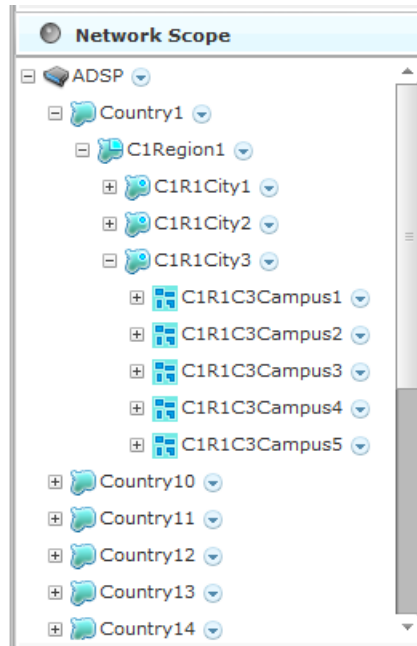 Network Scope
ADSP
Country1
C1Region1
C1R1City1
C1R1City2
C1R1City3
C1R1C3Campus1
C1R1C3Campus2
C1R1C3Campus3
C1R1C3Campus4
C1R1C3Campus5
Country10
Country11
Country12
Country13
Country14